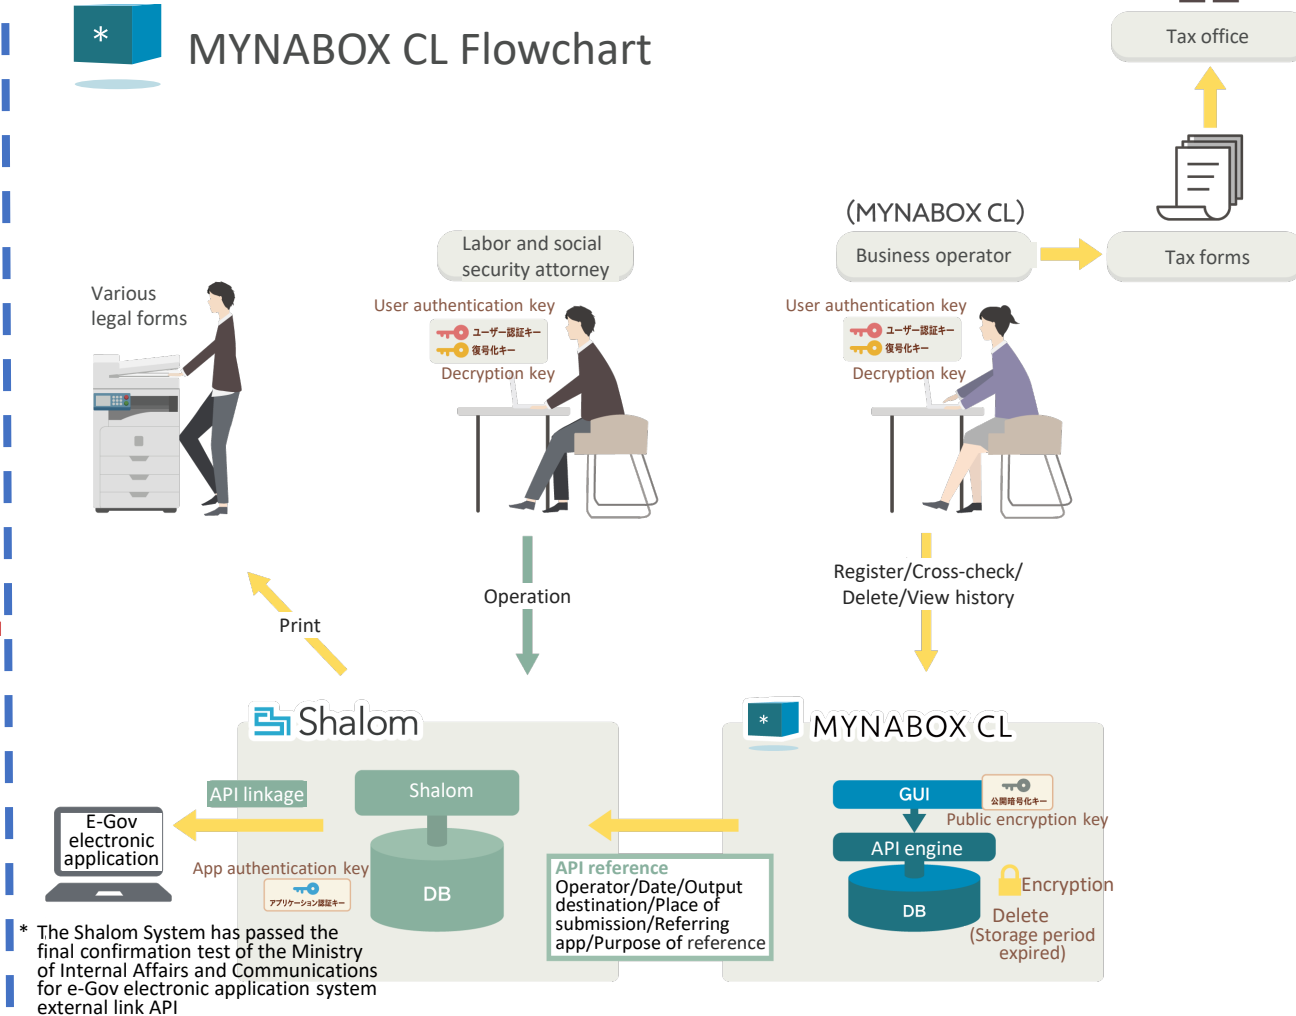 *
MYNABOX CL Flowchart
Tax office
(MYNABOX CL)
Labor and social
security attorney
Business operator
Tax forms
Various
legal forms
User authentication key
ユーザー認証キー
復号化キー
Decryption key
User authentication key
ユーザー認証キー
復号化キー
Decryption key
Operation
Register/Cross-check/
Delete/View history
Print
Shalom
*
MYNABOX CL
API linkage
Shalom
GUI
公開暗号化キー
Public encryption key
E-Gov
electronic
application
API engine
App authentication key
アプリケーション認証キー
DB
API reference
Operator/Date/Output
destination/Place of
submission/Referring
app/Purpose of reference
DB
Encryption
Delete
(Storage period
expired)
* The Shalom System has passed the
final confirmation test of the Ministry
of Internal Affairs and Communications
for e-Gov electronic application system
external link API